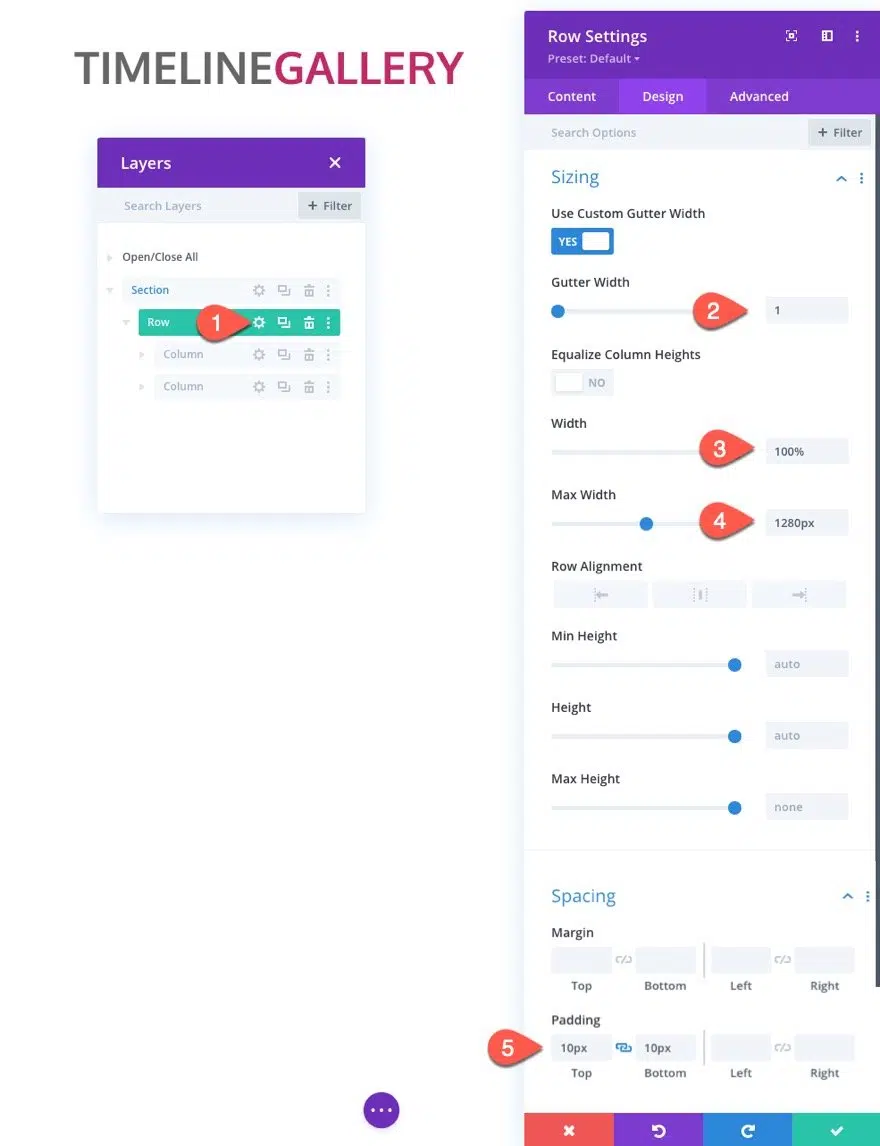 TIMELINEGALLERY
Layers
Search Layers
+ Filter
Open/Close All
Section
Row
1
Column
Column
Row Settings
Preset: Default
Content Design Advanced
Search Options
+ Filter
Sizing
Use Custom Gutter Width
YES
Gutter Width
2
1
Equalize Column Heights
NO
Width
3
100%
Max Width
4
1280px
Row Alignment
Min Height
auto
Height
auto
Max Height
none
Spacing
Margin
Top Bottom Left Right
Padding
5
10px 10px
Top Bottom Left Right